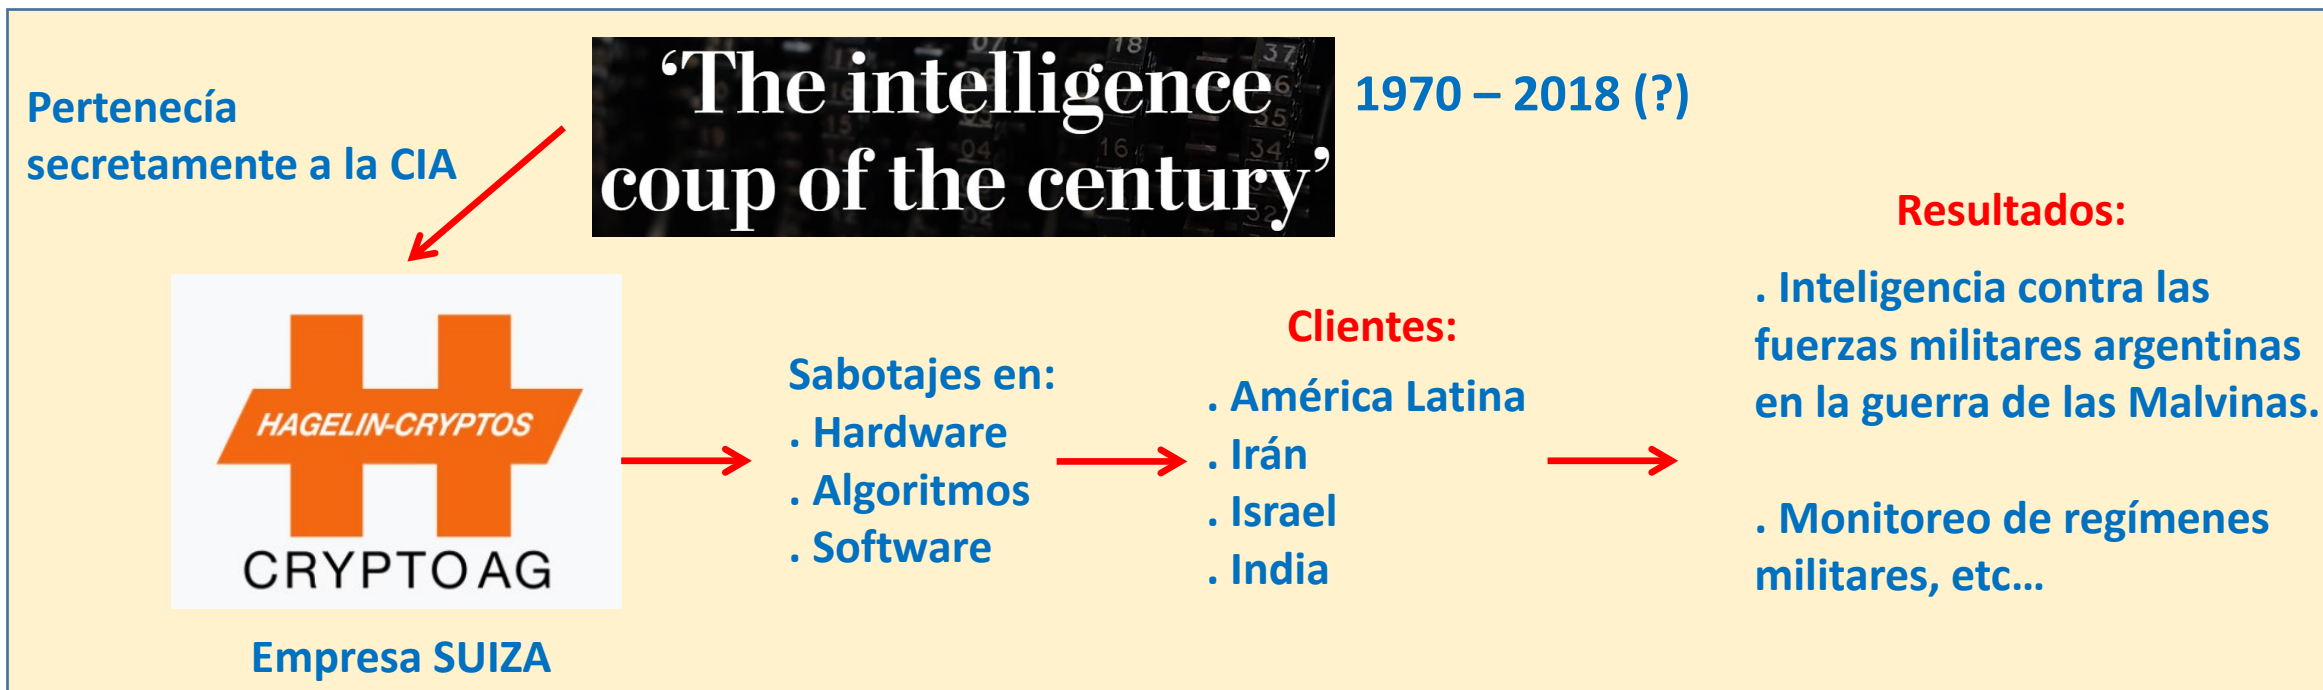 Pertenecía
secretamente a la CIA
‘The intelligence
coup of the century’
1970 – 2018 (?)
HAGELIN-CRYPTOS
CRYPTO AG
Empresa SUIZA
Sabotajes en:
. Hardware
. Algoritmos
. Software
Clientes:
. América Latina
. Irán
. Israel
. India
Resultados:
. Inteligencia contra las
fuerzas militares argentinas
en la guerra de las Malvinas.
. Monitoreo de regímenes
militares, etc...